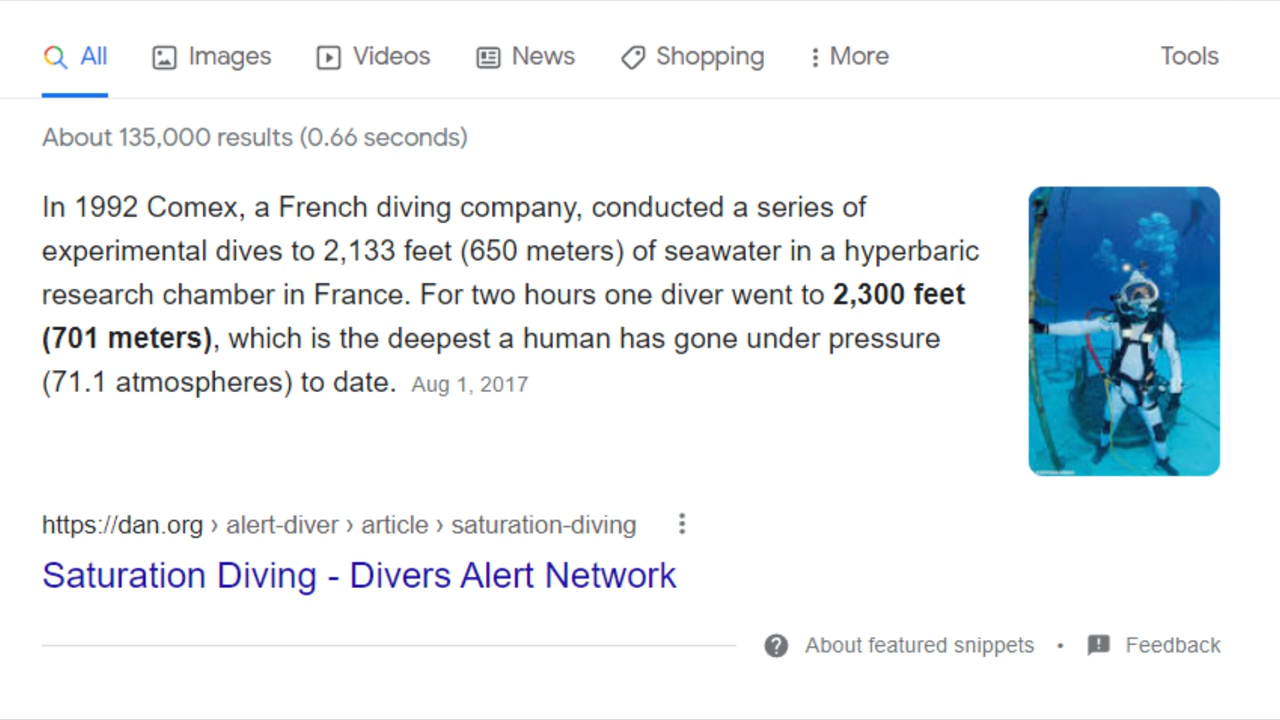 All Images Videos News Shopping More Tools
About 135,000 results (0.66 seconds)
In 1992 Comex, a French diving company, conducted a series of
experimental dives to 2,133 feet (650 meters) of seawater in a hyperbaric
research chamber in France. For two hours one diver went to 2,300 feet
(701 meters), which is the deepest a human has gone under pressure
(71.1 atmospheres) to date. Aug 1, 2017
https://dan.org › alert-diver › article › saturation-diving
Saturation Diving - Divers Alert Network
About featured snippets • Feedback